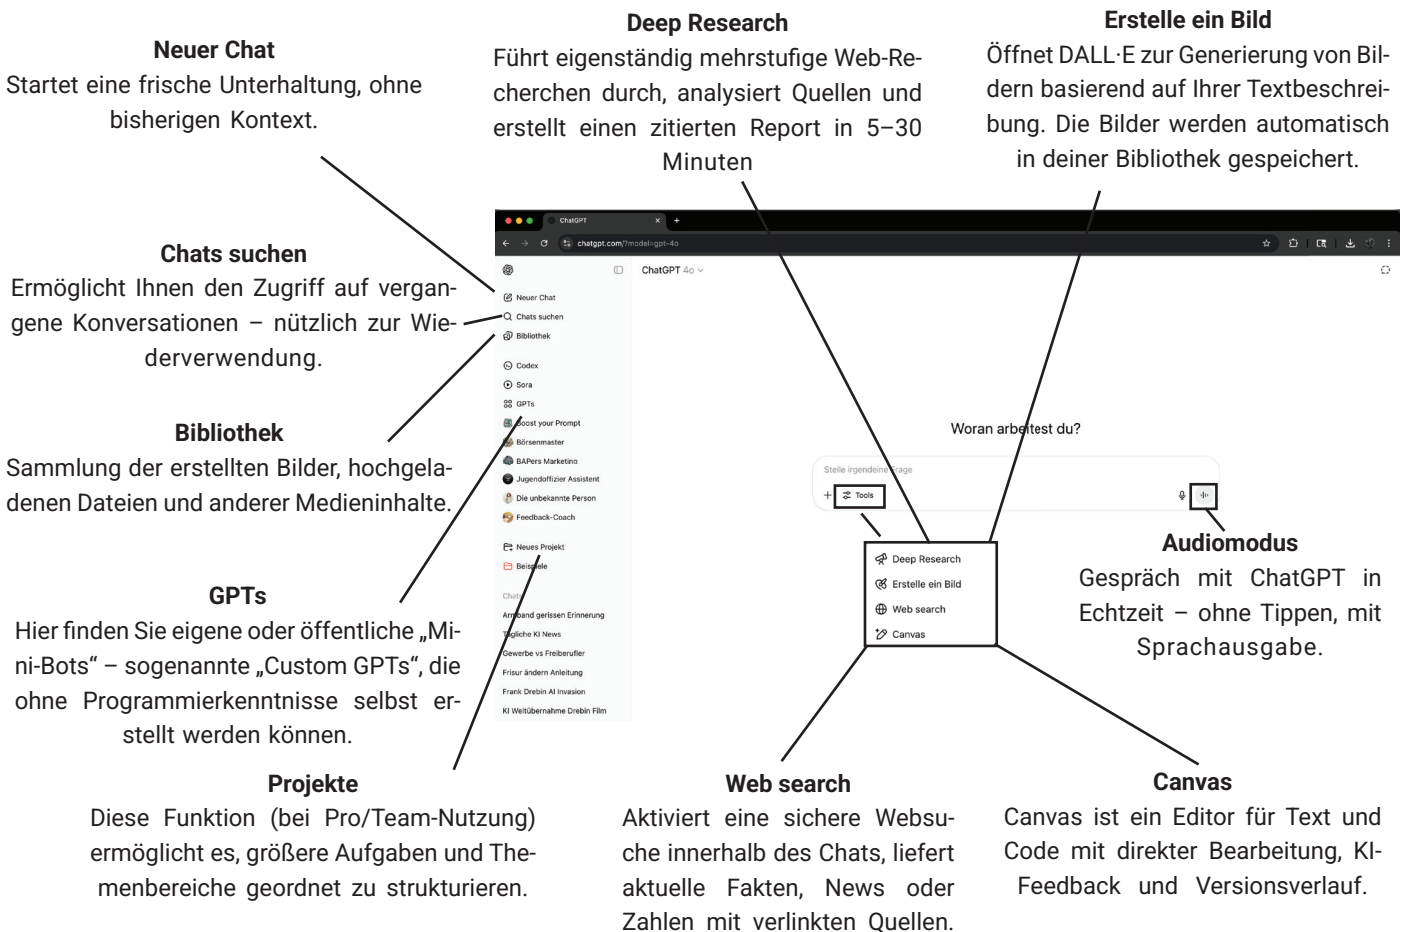 Neuer Chat
Startet eine frische Unterhaltung, ohne
bisherigen Kontext.
Deep Research
Führt eigenständig mehrstufige Web-Re-
cherchen durch, analysiert Quellen und
erstellt einen zitierten Report in 5–30
Minuten
Erstelle ein Bild
Öffnet DALL·E zur Generierung von Bil-
dern basierend auf Ihrer Textbeschrei-
bung. Die Bilder werden automatisch
in deiner Bibliothek gespeichert.
Chats suchen
Ermöglicht Ihnen den Zugriff auf vergan-
gene Konversationen – nützlich zur Wie-
derverwendung.
Bibliothek
Sammlung der erstellten Bilder, hochgela-
denen Dateien und anderer Medieninhalte.
GPTs
Hier finden Sie eigene oder öffentliche „Mi-
ni-Bots“ – sogenannte „Custom GPTs“, die
ohne Programmierkenntnisse selbst er-
stellt werden können.
Projekte
Diese Funktion (bei Pro/Team-Nutzung)
ermöglicht es, größere Aufgaben und The-
menbereiche geordnet zu strukturieren.
ChatGPT
chatgpt.com/?model=gpt-4o
ChatGPT 4o
Neuer Chat
Chats suchen
Bibliothek
Codex
Sora
GPTs
Boost your Prompt
Börsenmaster
BAPers Marketing
Jugendoffizier Assistent
Die unbekannte Person
Feedback-Coach
Neues Projekt
Beispiele
Chats
Armband gerissen Erinnerung
Tägliche KI News
Gewerbe vs Freiberufler
Frisur ändern Anleitung
Frank Drebin AI Invasion
KI Weltübernahme Drebin Film
Woran arbeitest du?
Stelle irgendeine Frage
Tools
Deep Research
Erstelle ein Bild
Web search
Canvas
Audiomodus
Gespräch mit ChatGPT in
Echtzeit – ohne Tippen, mit
Sprachausgabe.
Web search
Aktiviert eine sichere Websu-
che innerhalb des Chats, liefert
aktuelle Fakten, News oder
Zahlen mit verlinkten Quellen.
Canvas
Canvas ist ein Editor für Text und
Code mit direkter Bearbeitung, KI-
Feedback und Versionsverlauf.